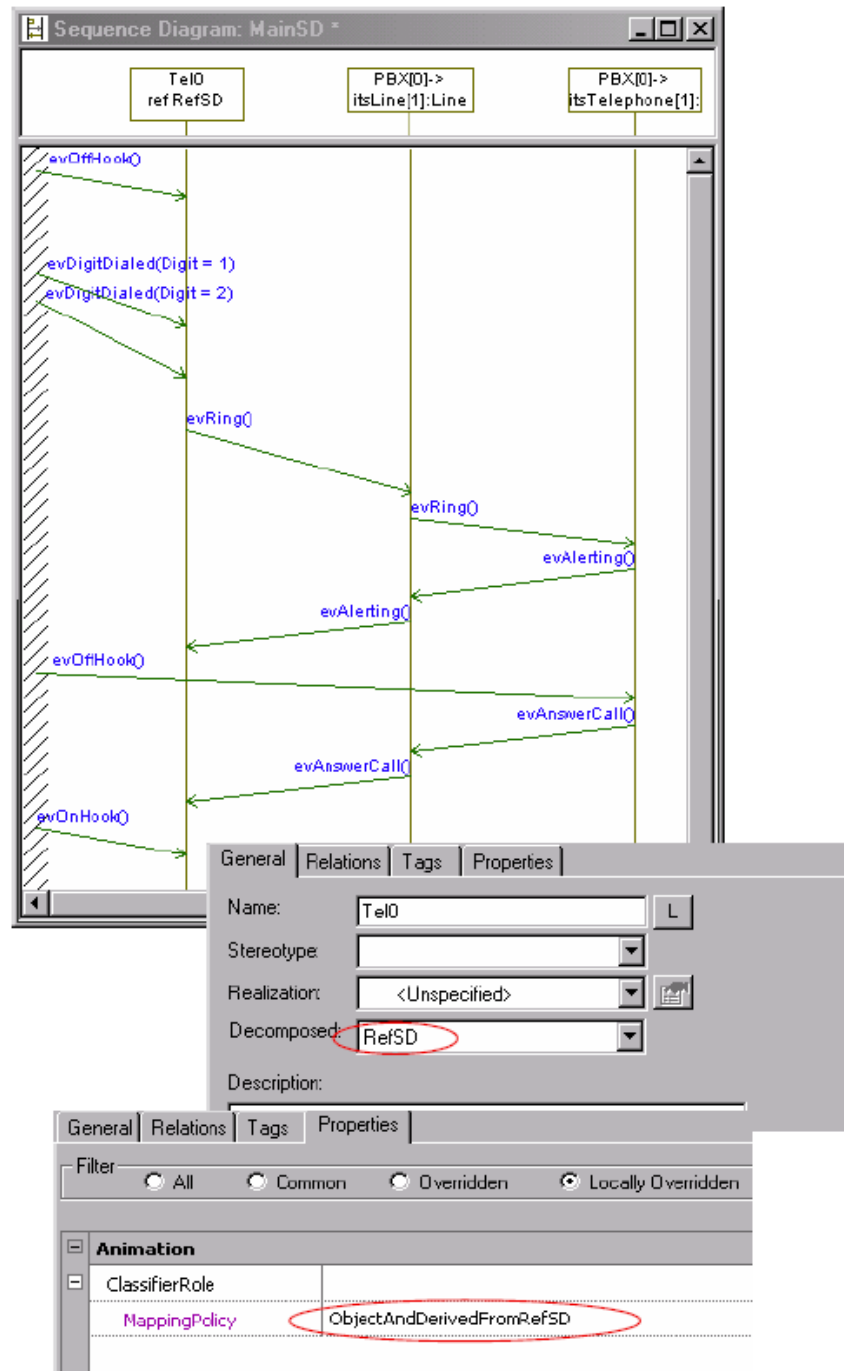 Sequence Diagram: MainSD *
Tel0
ref RefSD
PBX[0]->
itsLine[1]:Line
PBX[0]->
itsTelephone[1]:
evOffHook()
evDigitDialed(Digit = 1)
evDigitDialed(Digit = 2)
evRing()
evRing()
evAlerting()
evAlerting()
evOffHook()
evAnswerCall()
evAnswerCall()
evOnHook()
General Relations Tags Properties
Name: Tel0 L
Stereotype:
Realization: <Unspecified>
Decomposed: RefSD
Description:
General Relations Tags Properties
Filter
All Common Overridden Locally Overridden
Animation
ClassifierRole
MappingPolicy ObjectAndDerivedFromRefSD